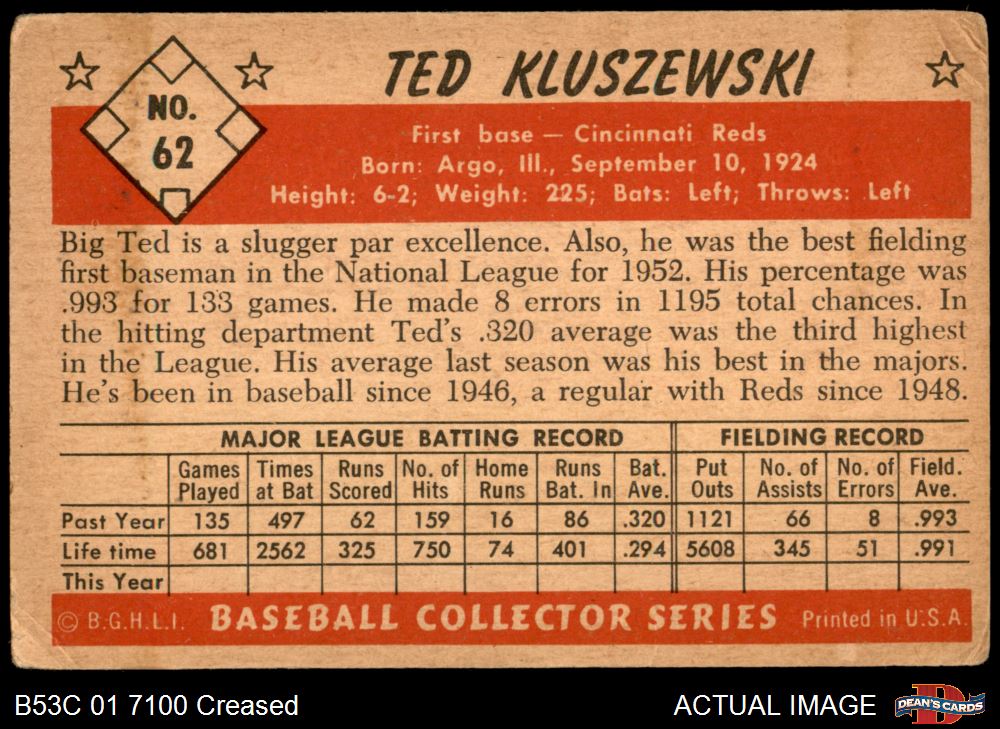 NO.
62
TED KLUSZEWSKI
First base — Cincinnati Reds
Born: Argo, Ill., September 10, 1924
Height: 6-2; Weight: 225; Bats: Left; Throws: Left
Big Ted is a slugger par excellence. Also, he was the best fielding
first baseman in the National League for 1952. His percentage was
.993 for 133 games. He made 8 errors in 1195 total chances. In
the hitting department Ted's .320 average was the third highest
in the League. His average last season was his best in the majors.
He's been in baseball since 1946, a regular with Reds since 1948.
MAJOR LEAGUE BATTING RECORD FIELDING RECORD
Games Times Runs No. of Home Runs Bat. Put No. of No. of Field.
Played at Bat Scored Hits Runs Bat. In Ave. Outs Assists Errors Ave.
Past Year 135 497 62 159 16 86 .320 1121 66 8 .993
Life time 681 2562 325 750 74 401 .294 5608 345 51 .991
This Year
© B.G.H.L.I. BASEBALL COLLECTOR SERIES Printed in U.S.A.
B53C 01 7100 Creased ACTUAL IMAGE D DEAN'S CARDS